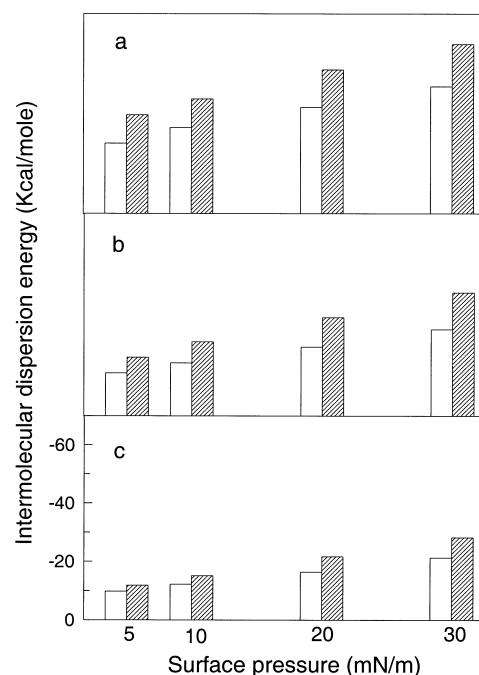 a
b
c
Intermolecular dispersion energy (Kcal/mole)
-60
-40
-20
0
5 10 20 30
Surface pressure (mN/m)